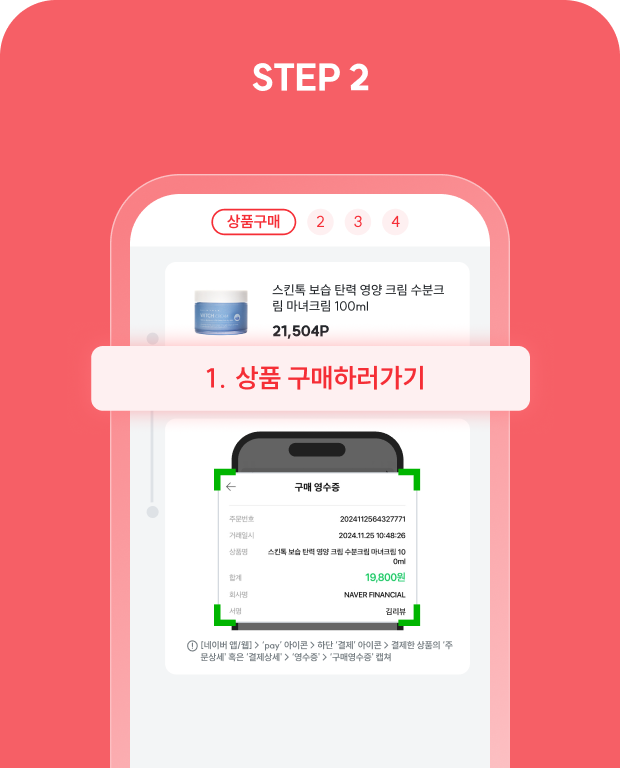 STEP 2
상품구매 2 3 4
스킨톡 보습 탄력 영양 크림 수분크
림 마녀크림 100ml
21,504P
1. 상품 구매하러가기
구매 영수증
주문번호 2024112564327771
거래일시 2024.11.25 10:48:26
상품명 스킨톡 보습 탄력 영양 크림 수분크림 마녀크림 10
0ml
합계 19,800원
회사명 NAVER FINANCIAL
서명 김리뷰
[네이버 앱/웹] > 'pay' 아이콘 > 하단 '결제' 아이콘 > 결제한 상품의 '주
문상세' 혹은 '결제상세' > '영수증' > '구매영수증' 캡쳐